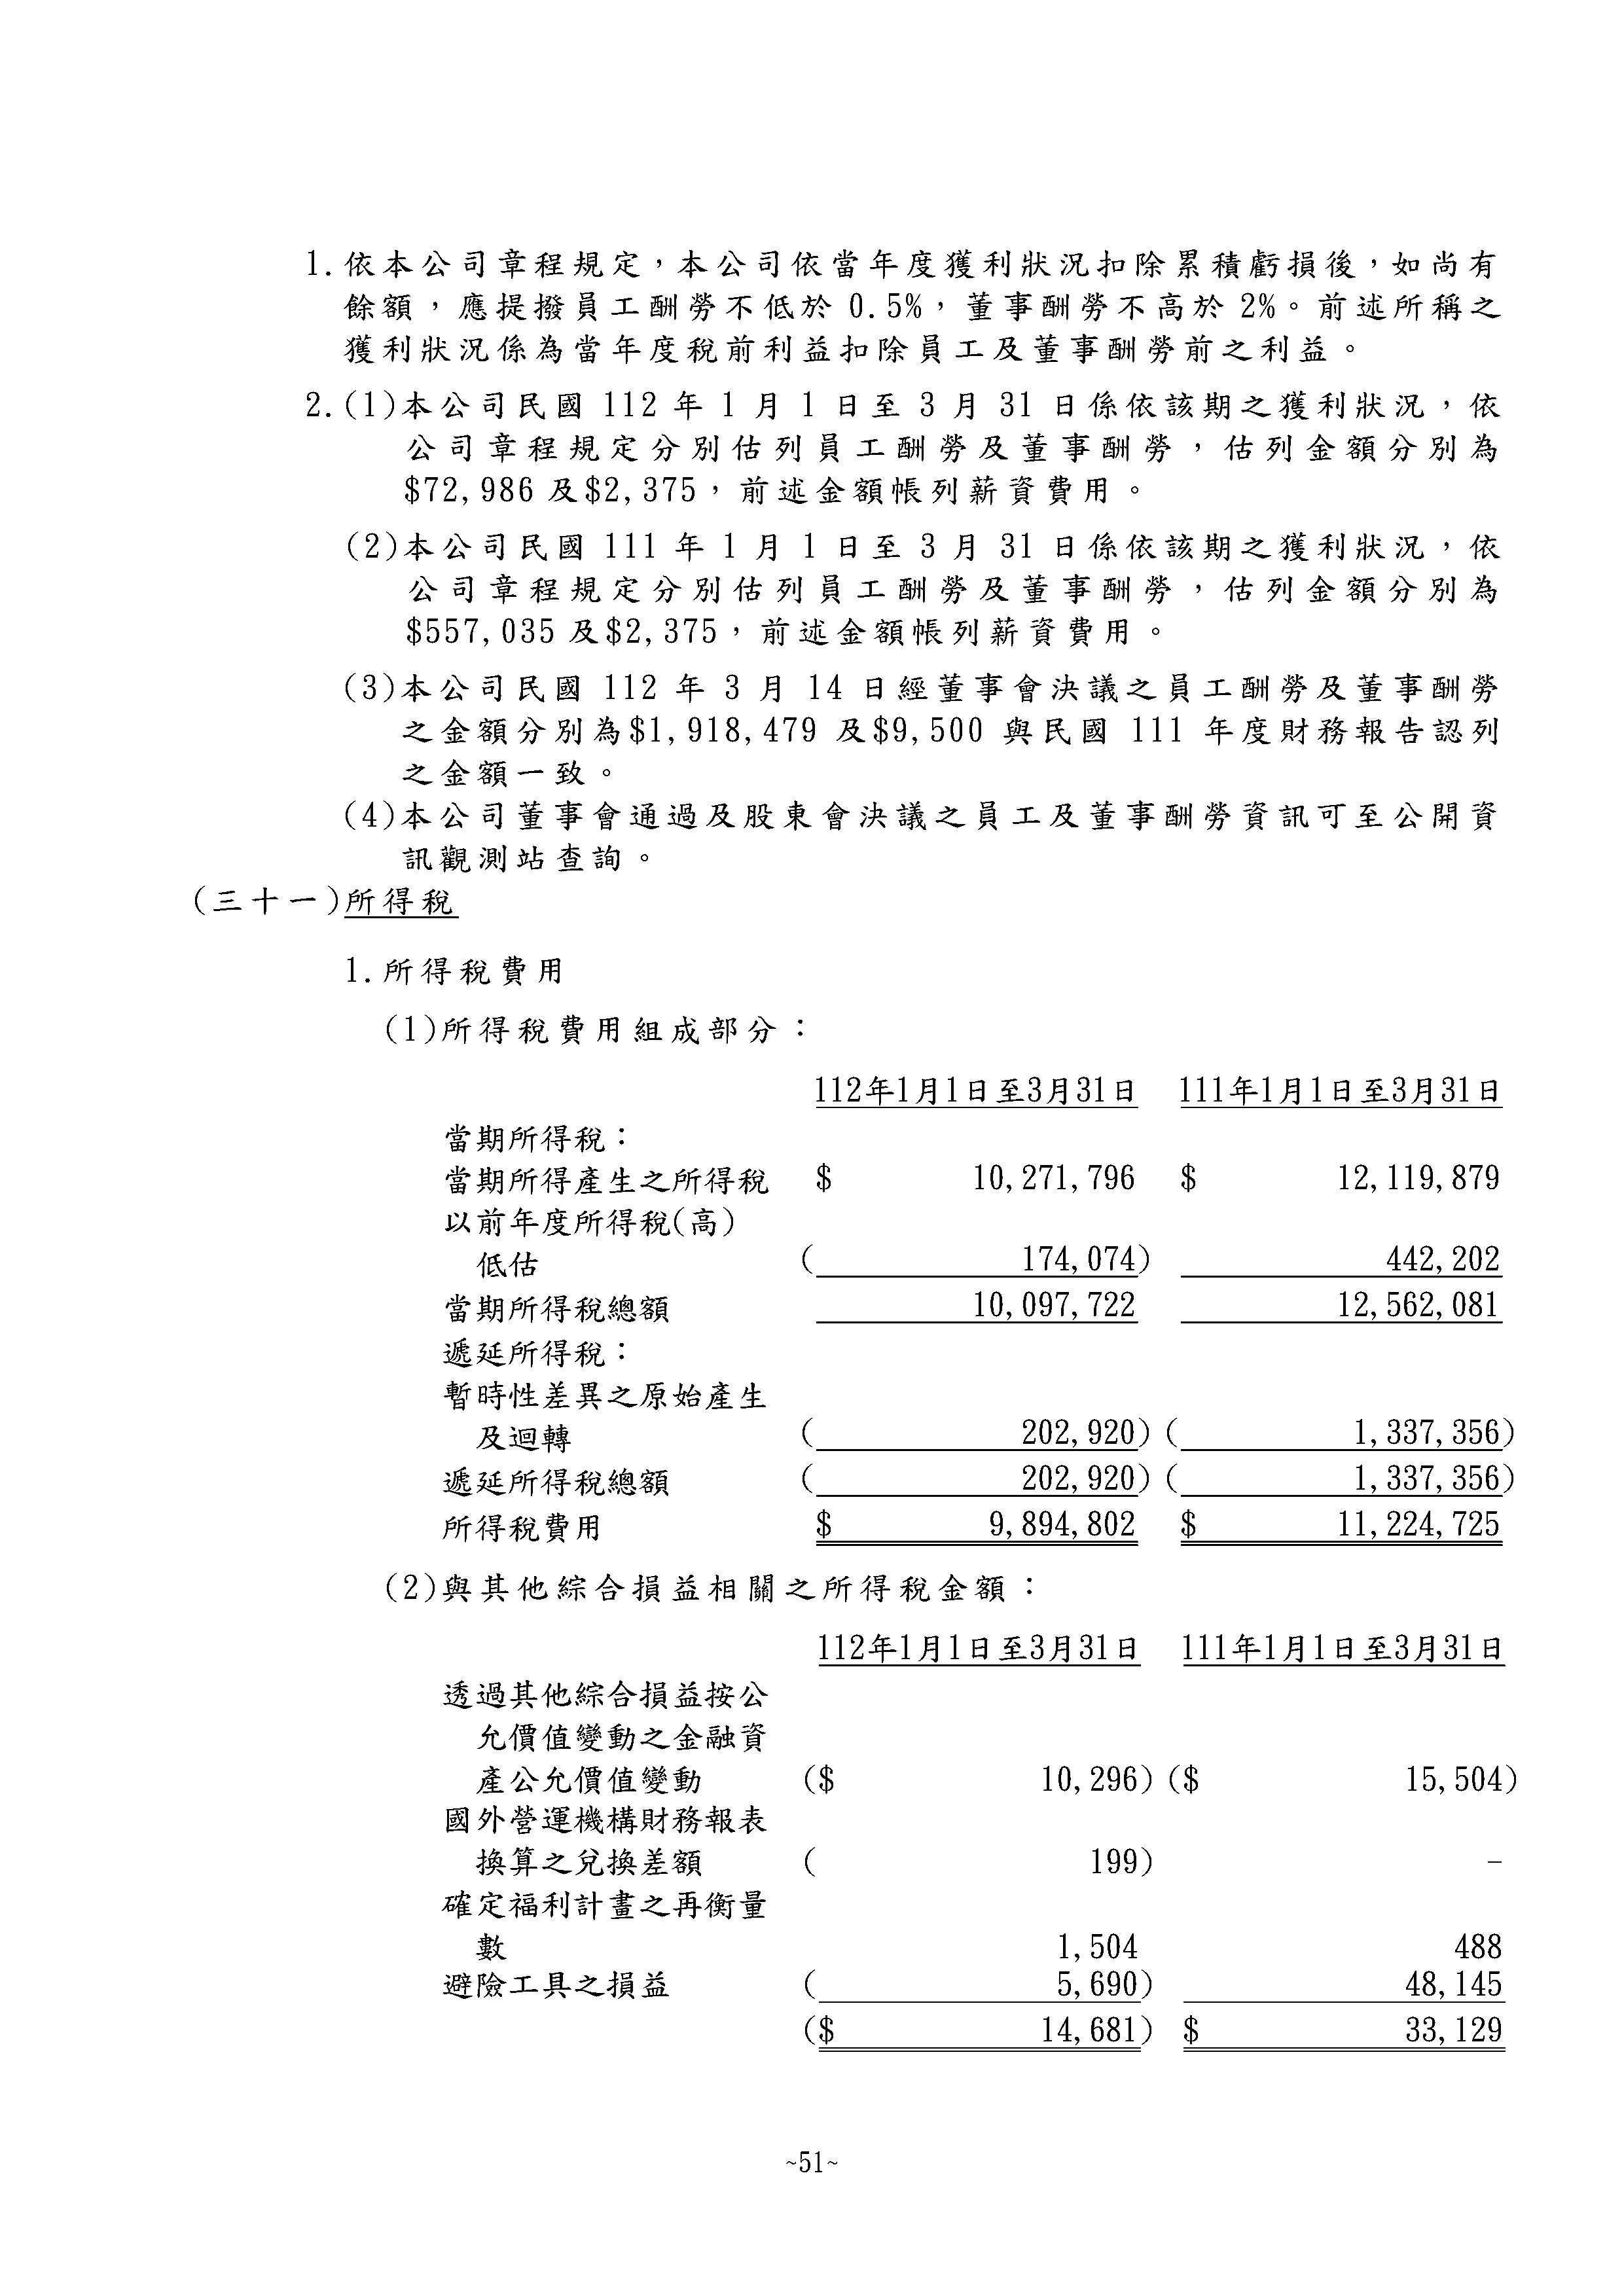 1.依本公司章程規定，本公司依當年度獲利狀況扣除累積虧損後，如尚有
餘額，應提撥員工酬勞不低於 0.5%，董事酬勞不高於 2%。前述所稱之
獲利狀況係為當年度稅前利益扣除員工及董事酬勞前之利益。
2.(1)本公司民國 112 年 1 月 1 日至 3 月 31 日係依該期之獲利狀況，依
公司章程規定分別估列員工酬勞及董事酬勞，估列金額分別為
$72,986 及$2,375，前述金額帳列薪資費用。
(2)本公司民國 111 年 1 月 1 日至 3 月 31 日係依該期之獲利狀況，依
公司章程規定分別估列員工酬勞及董事酬勞，估列金額分別為
$557,035 及$2,375，前述金額帳列薪資費用。
(3)本公司民國 112 年 3 月 14 日經董事會決議之員工酬勞及董事酬勞
之金額分別為$1,918,479 及$9,500 與民國 111 年度財務報告認列
之金額一致。
(4)本公司董事會通過及股東會決議之員工及董事酬勞資訊可至公開資
訊觀測站查詢。
(三十一)所得稅
1.所得稅費用
(1)所得稅費用組成部分：
112年1月1日至3月31日 111年1月1日至3月31日
當期所得稅：
當期所得產生之所得稅 $ 10,271,796 $ 12,119,879
以前年度所得稅(高)
低估 ( 174,074) 442,202
當期所得稅總額 10,097,722 12,562,081
遞延所得稅：
暫時性差異之原始產生
及迴轉 ( 202,920) ( 1,337,356)
遞延所得稅總額 ( 202,920) ( 1,337,356)
所得稅費用 $ 9,894,802 $ 11,224,725
(2)與其他綜合損益相關之所得稅金額：
112年1月1日至3月31日 111年1月1日至3月31日
透過其他綜合損益按公
允價值變動之金融資
產公允價值變動 ($ 10,296) ($ 15,504)
國外營運機構財務報表
換算之兌換差額 ( 199) –
確定福利計畫之再衡量
數 1,504 488
避險工具之損益 ( 5,690) 48,145
($ 14,681) $ 33,129
~51~